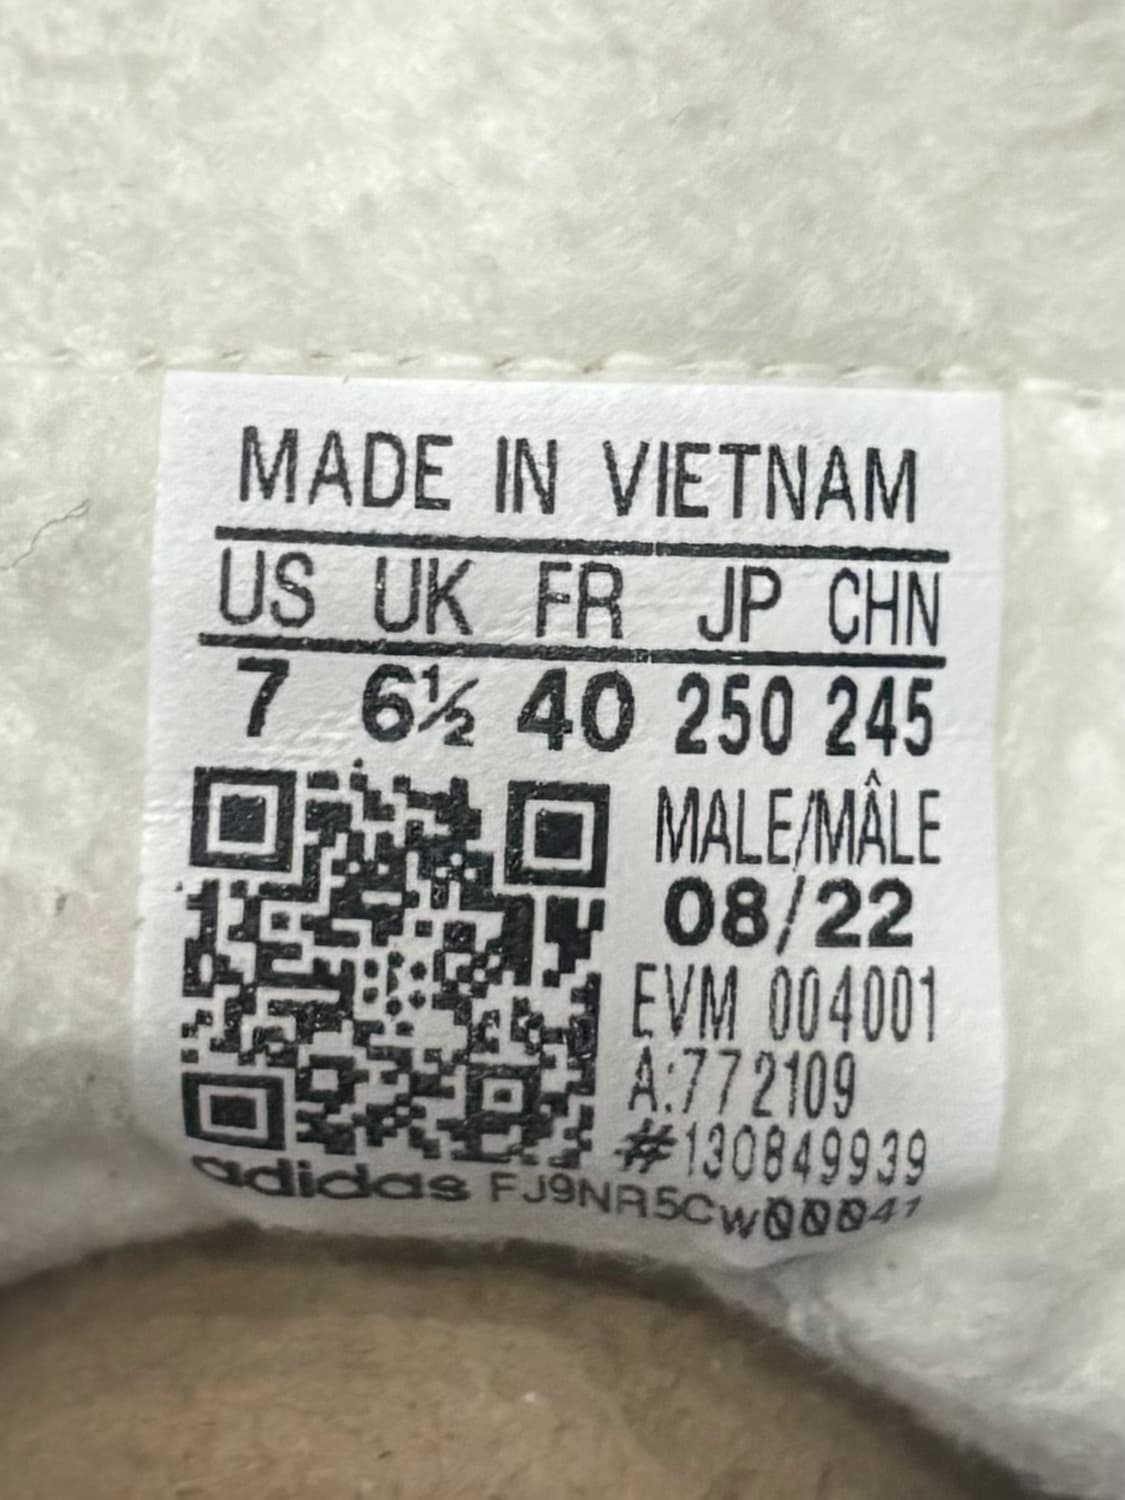 MADE IN VIETNAM
US UK FR JP CHN
7 6½ 40 250 245
MALE/MÂLE
08/22
EVM 004001
A:772109
#130849939
adidas FJ9NR5CW00041